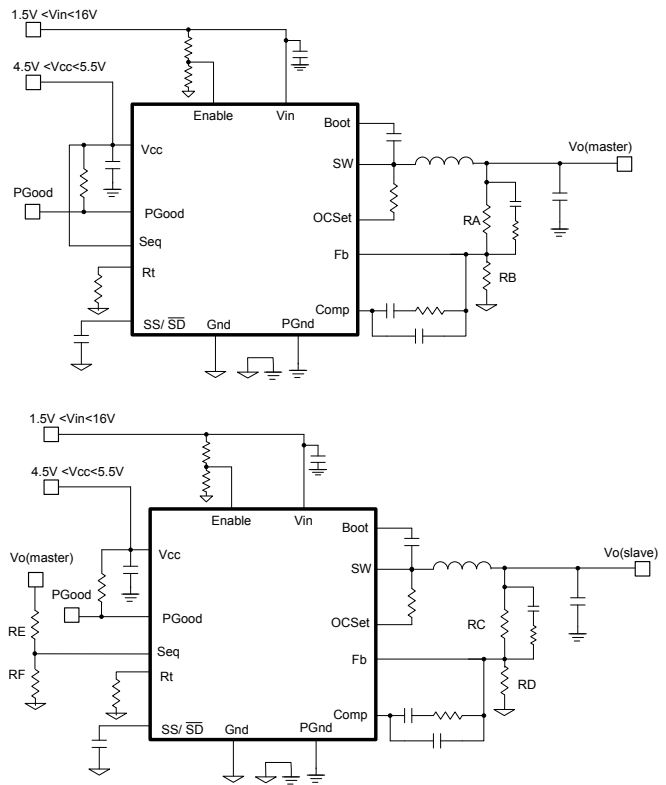 1.5V <Vin<16V
4.5V <Vcc<5.5V
Enable
Vin
Boot
Vcc
SW
Vo(master)
PGood
PGood
OCSet
RA
Seq
Fb
Rt
RB
Comp
SS/ SD
Gnd
PGnd
1.5V <Vin<16V
4.5V <Vcc<5.5V
Enable
Vin
Boot
Vo(master)
Vcc
SW
Vo(slave)
PGood
PGood
OCSet
RE
RC
Seq
Fb
RF
Rt
RD
Comp
SS/ SD
Gnd
PGnd